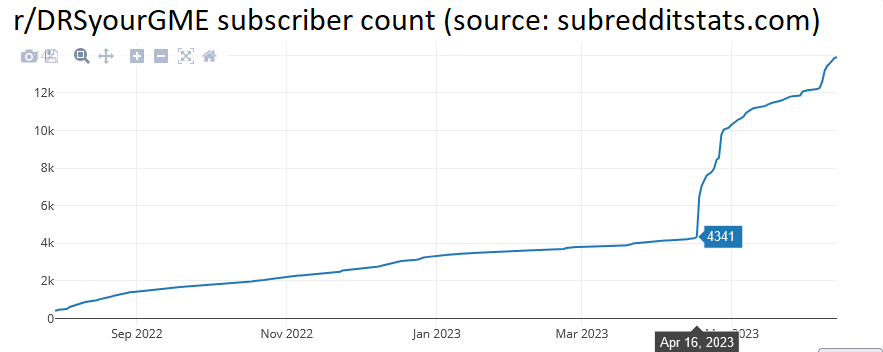 r/DRSyourGME subscriber count (source: subredditstats.com)
12k
10k
8k
6k
4k
2k
0
4341
Sep 2022
Nov 2022
Jan 2023
Mar 2023
2023
Apr 16, 2023